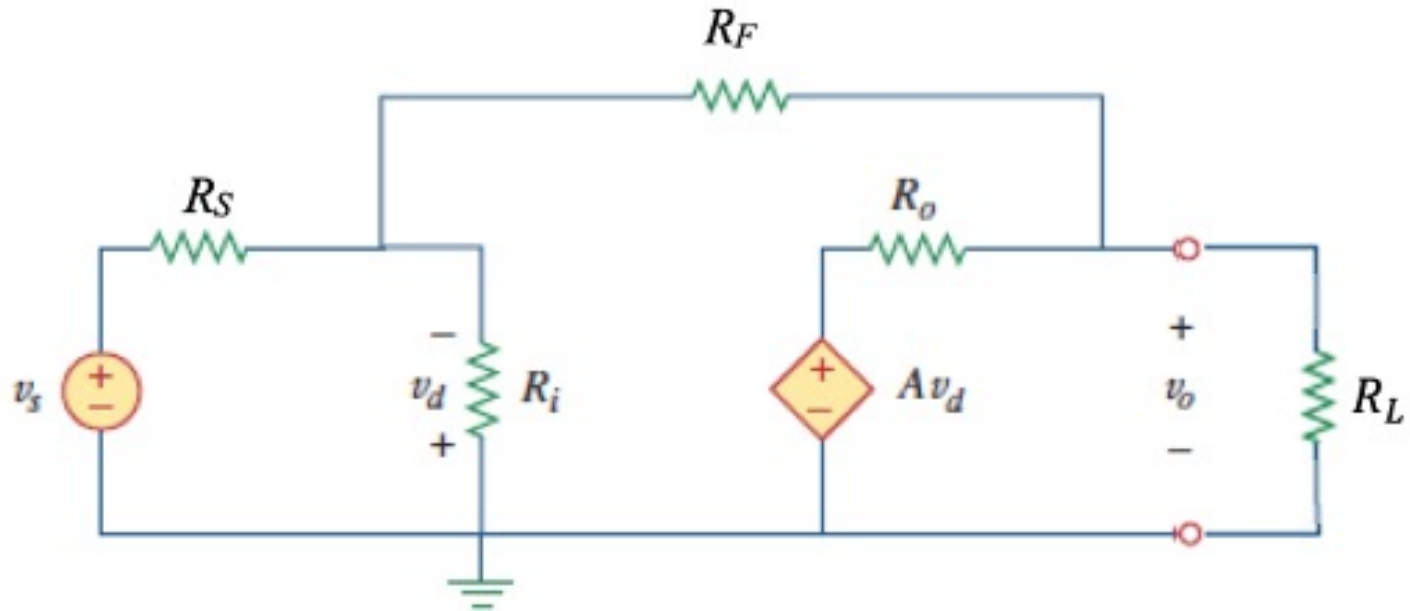 R_F
R_S
R_o
v_s
+
−
−
v_d
+
R_i
+
−
Av_d
+
v_o
−
R_L